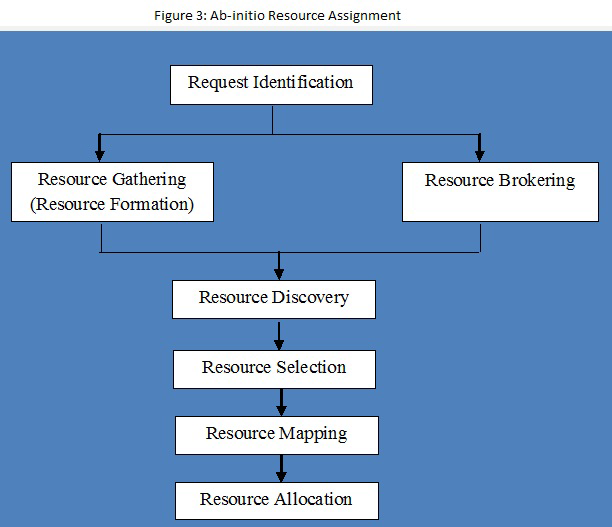 Figure 3: Ab-initio Resource Assignment
Request Identification
Resource Gathering
(Resource Formation)
Resource Brokering
Resource Discovery
Resource Selection
Resource Mapping
Resource Allocation